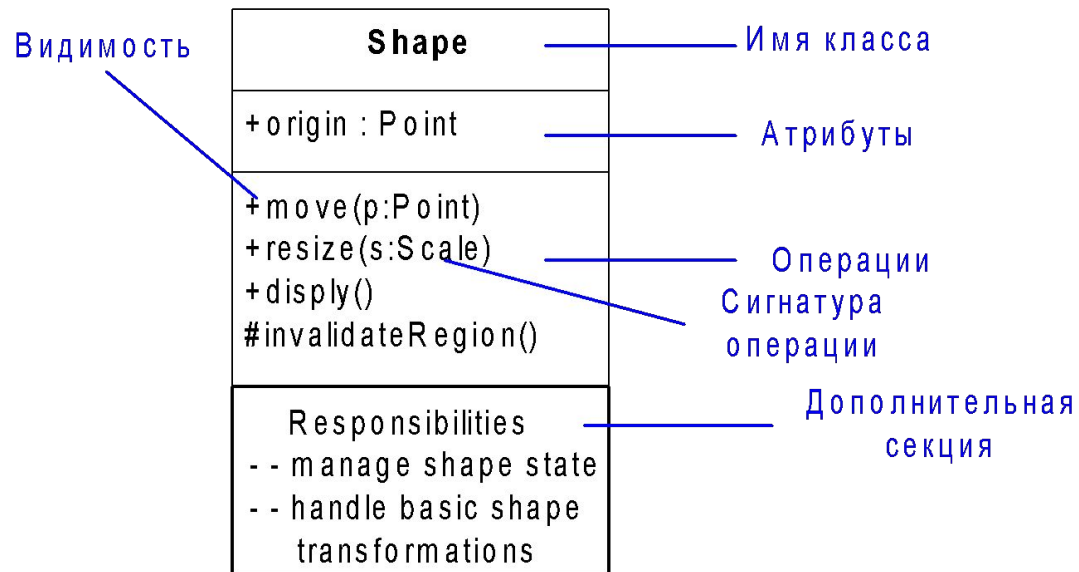 Видимость
Shape
Имя класса
+origin : Point
Атрибуты
+move(p:Point)
+resize(s:Scale)
+disply()
#invalidateRegion()
Операции
Сигнатура
операции
Responsibilities
-- manage shape state
-- handle basic shape
transformations
Дополнительная
секция